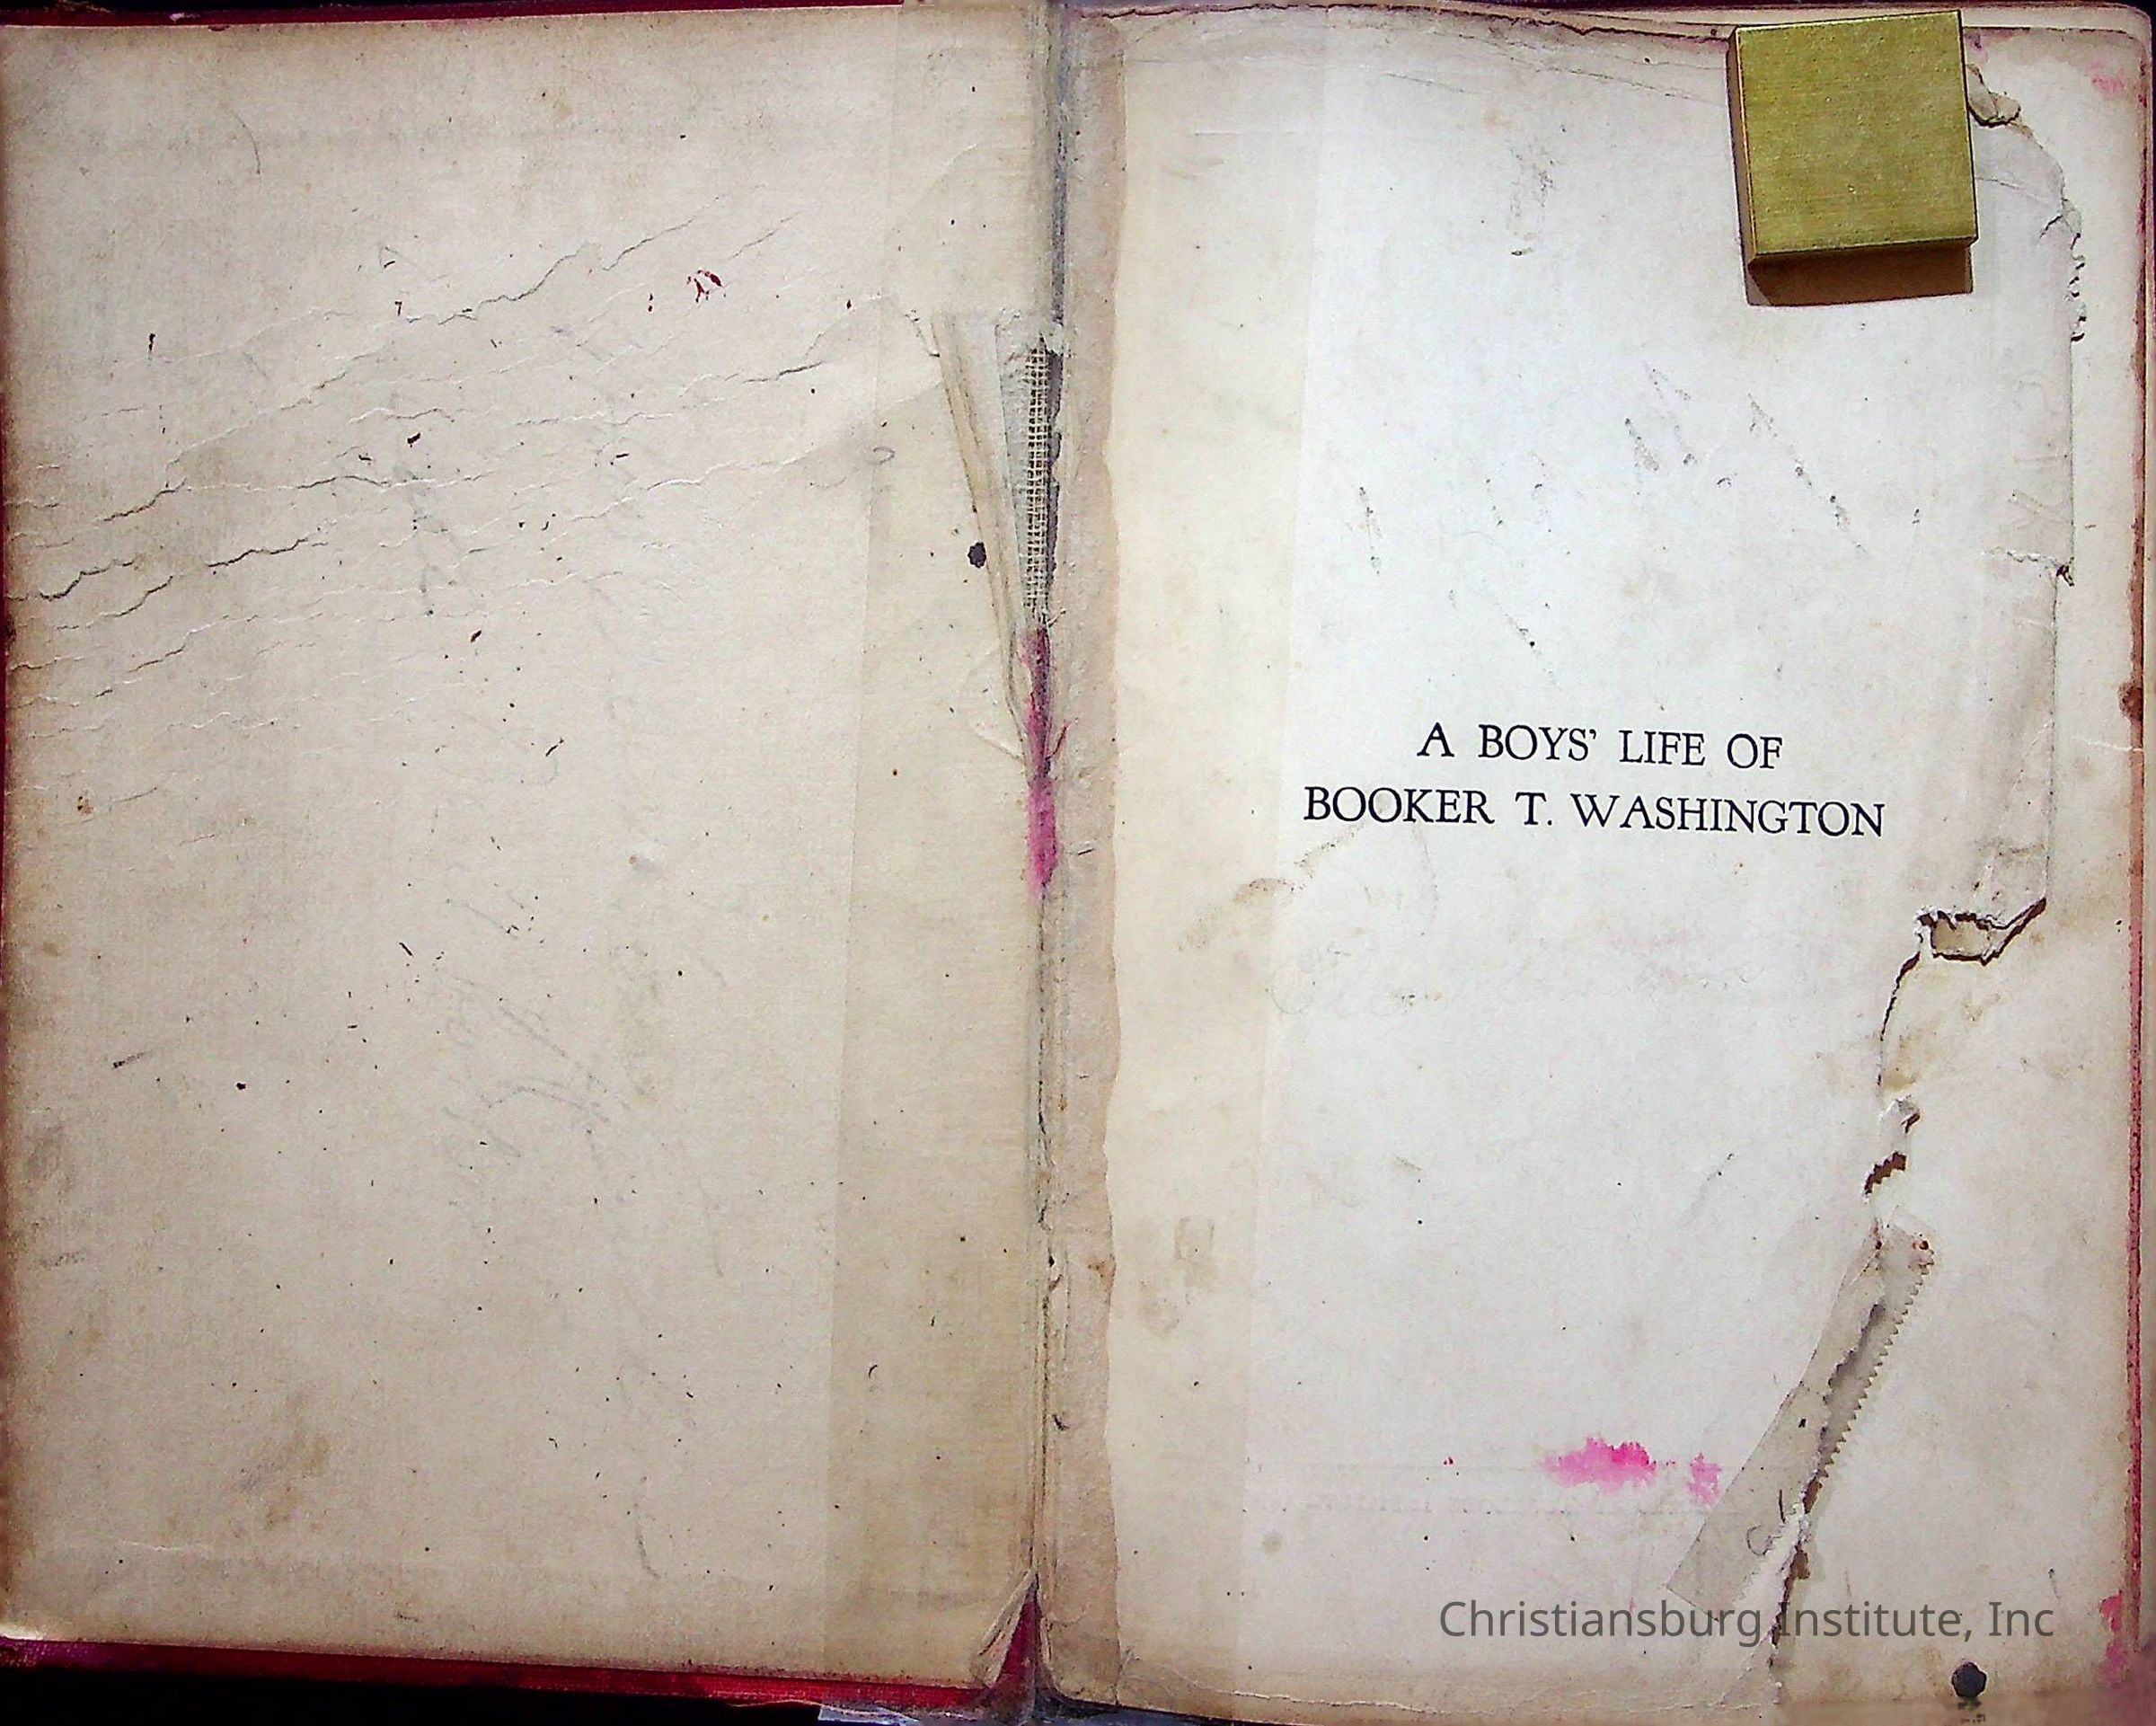 A BOYS’ LIFE OF
BOOKER T. WASHINGTON
Christiansburg Institute, Inc